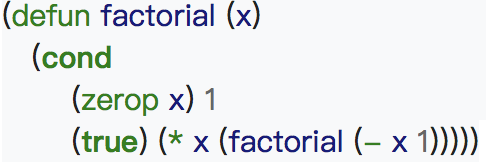 (defun factorial (x)
(cond
(zerop x) 1
(true) (* x (factorial (- x 1)))))